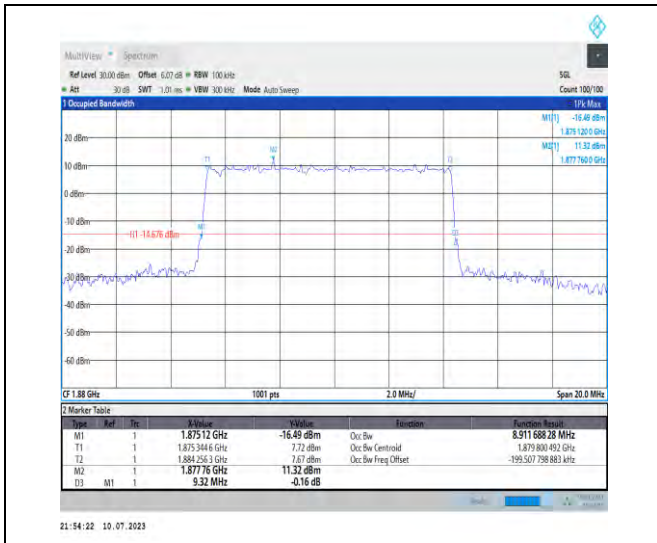 MultiView Spectrum
Ref Level 30.00 dBm Offset 6.07 dB RBW 100 kHz SGL
Att 30 dB SWT 1.01 ms VBW 300 kHz Mode Auto Sweep Count 100/100
1 Occupied Bandwidth 1Pk Max
M1[1] -16.49 dBm
1.875 120 0 GHz
M2[1] 11.32 dBm
1.877 760 0 GHz
20 dBm
10 dBm
0 dBm
-10 dBm
H1 -14.676 dBm
-20 dBm
-30 dBm
-40 dBm
-50 dBm
-60 dBm
T1
M2
T2
M1
D3
CF 1.88 GHz 1001 pts 2.0 MHz/ Span 20.0 MHz
2 Marker Table
Type Ref Trc X-Value Y-Value Function Function Result
M1 1 1.87512 GHz -16.49 dBm Occ Bw 8.911 688 28 MHz
T1 1 1.875 344 6 GHz 7.72 dBm Occ Bw Centroid 1.879 800 492 GHz
T2 1 1.884 256 3 GHz 7.67 dBm Occ Bw Freq Offset -199.507 798 883 kHz
M2 1 1.877 76 GHz 11.32 dBm
D3 M1 1 9.32 MHz -0.16 dB
21:54:22 10.07.2023